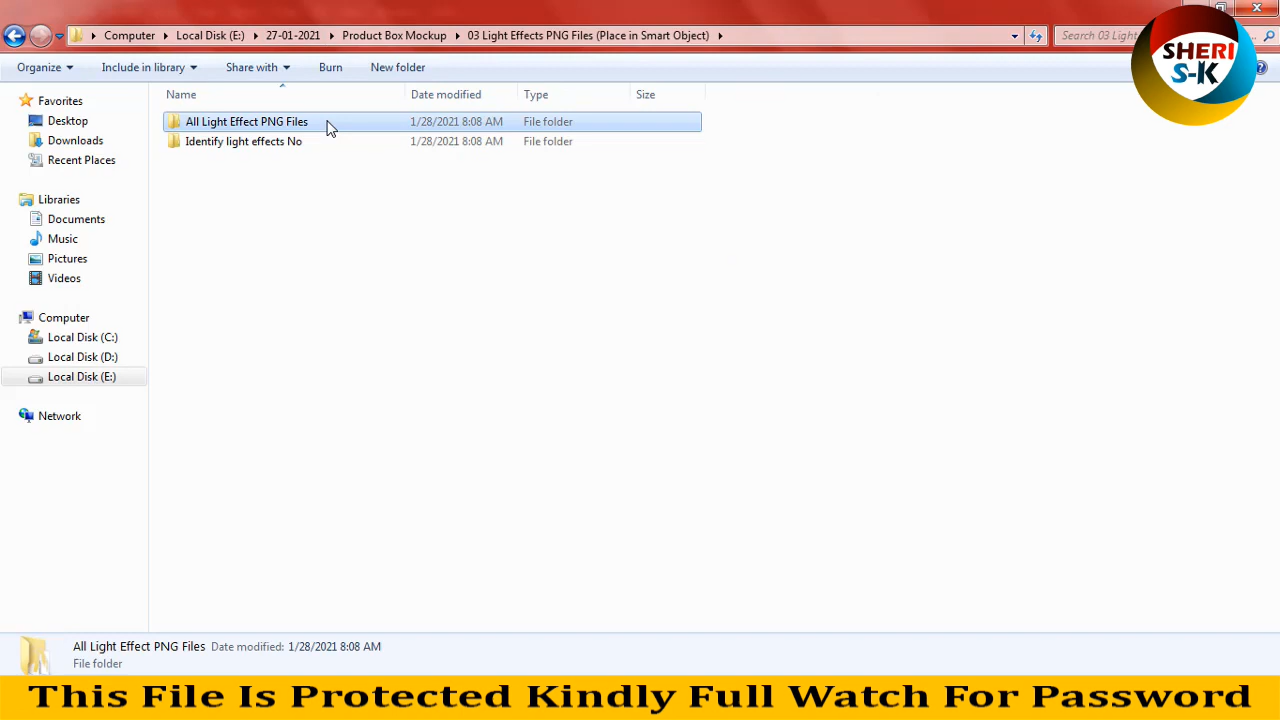 Computer Local Disk (E:) 27-01-2021 Product Box Mockup 03 Light Effects PNG Files (Place in Smart Object) Search 03 Light
SHERI
S-K
Organize Include in library Share with Burn New folder
Name Date modified Type Size
Favorites
Desktop
Downloads
Recent Places
Libraries
Documents
Music
Pictures
Videos
Computer
Local Disk (C:)
Local Disk (D:)
Local Disk (E:)
Network
All Light Effect PNG Files 1/28/2021 8:08 AM File folder
Identify light effects No 1/28/2021 8:08 AM File folder
All Light Effect PNG Files Date modified: 1/28/2021 8:08 AM
File folder
This File Is Protected Kindly Full Watch For Password